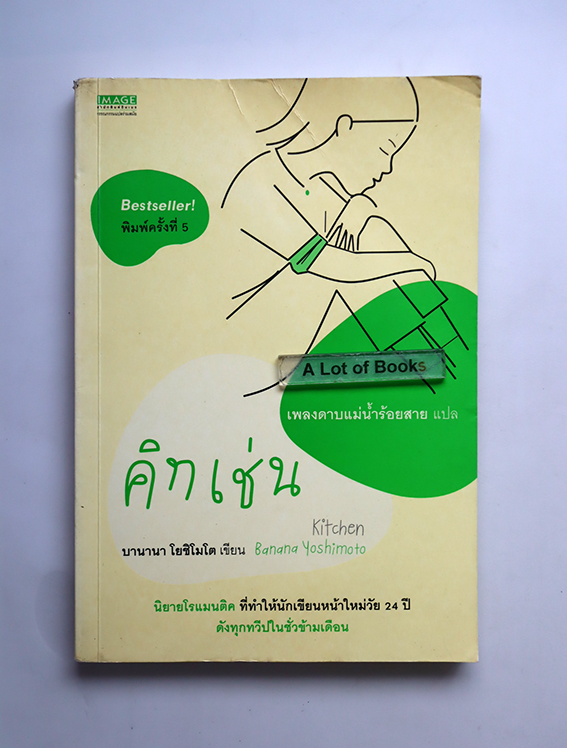 IMAGE
Bestseller!
พิมพ์ครั้งที่ 5
A Lot of Books
เพลงดาบแม่น้ำร้อยสาย แปล
คิทเช่น
Kitchen
บานานา โยชิโมโต เขียน Banana Yoshimoto
นิยายโรแมนติค ที่ทำให้นักเขียนหน้าใหม่วัย 24 ปี
ดังทุกทวีปในชั่วข้ามเดือน